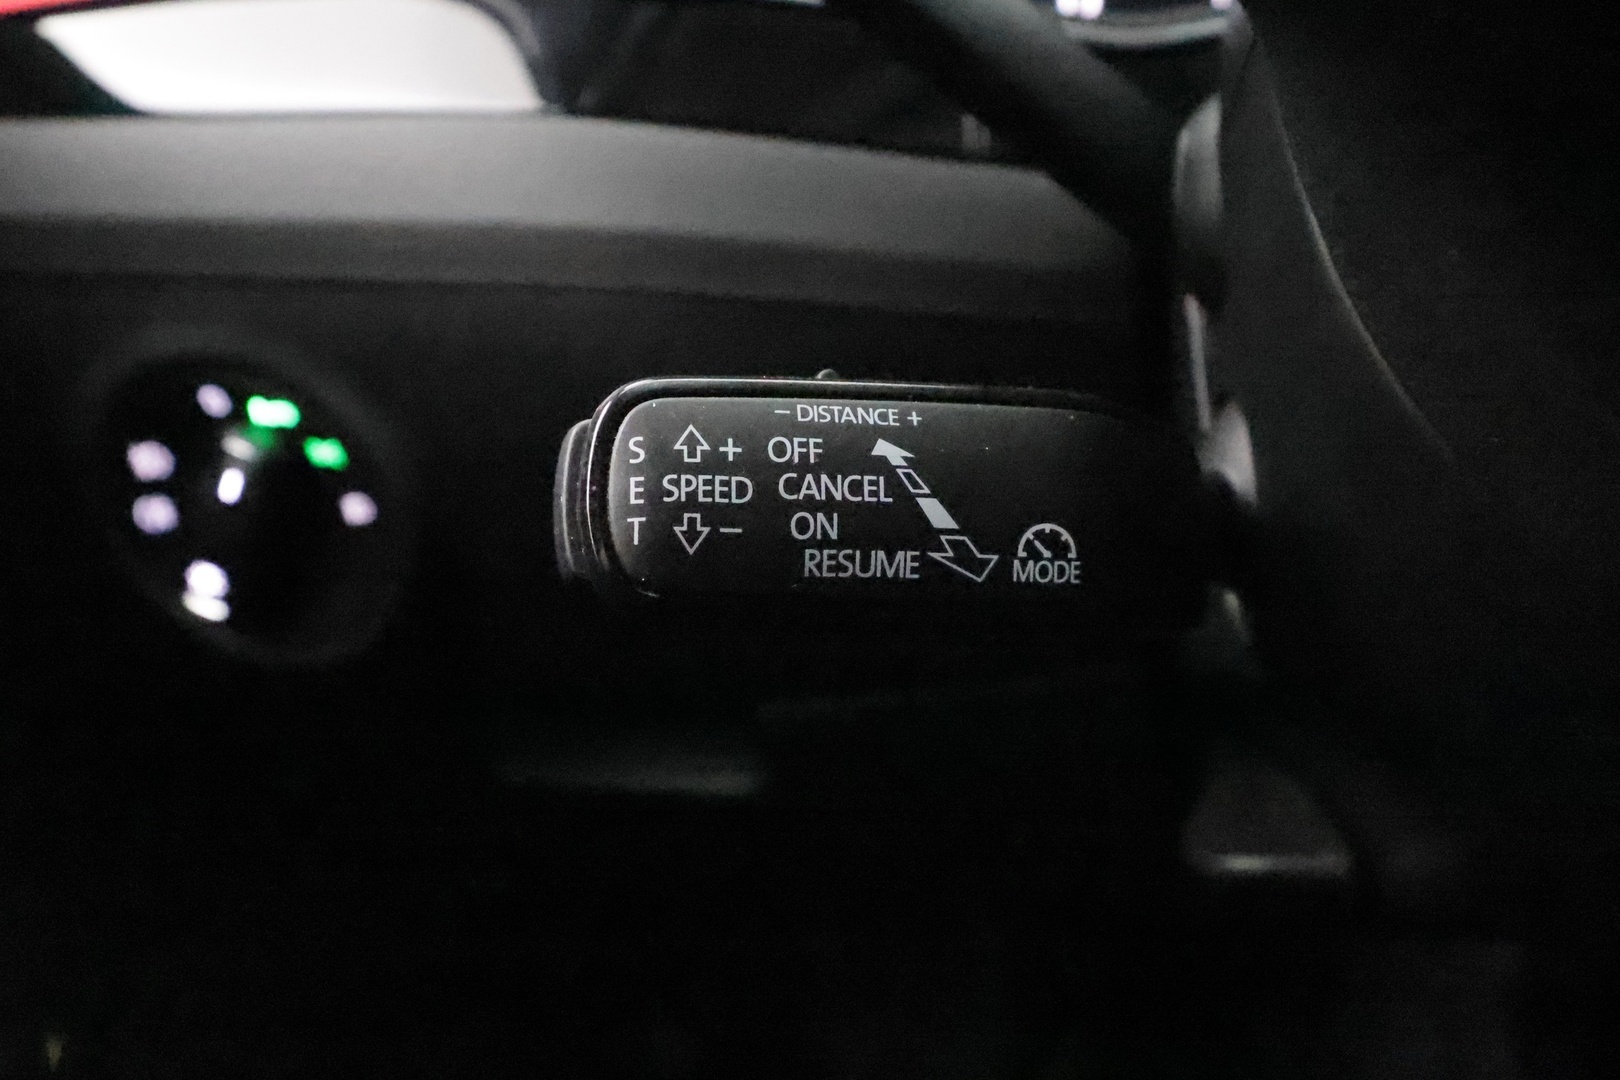 − DISTANCE +
S + OFF
E SPEED CANCEL
T − ON
RESUME
MODE